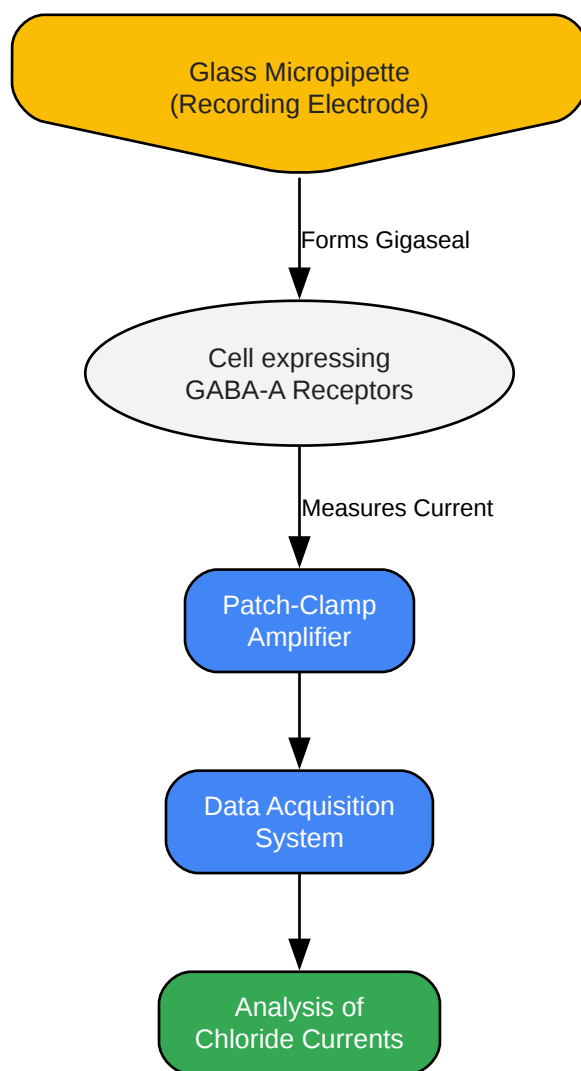 Glass Micropipette
(Recording Electrode)
Forms Gigaseal
Cell expressing
GABA-A Receptors
Measures Current
Patch-Clamp
Amplifier
Data Acquisition
System
Analysis of
Chloride Currents